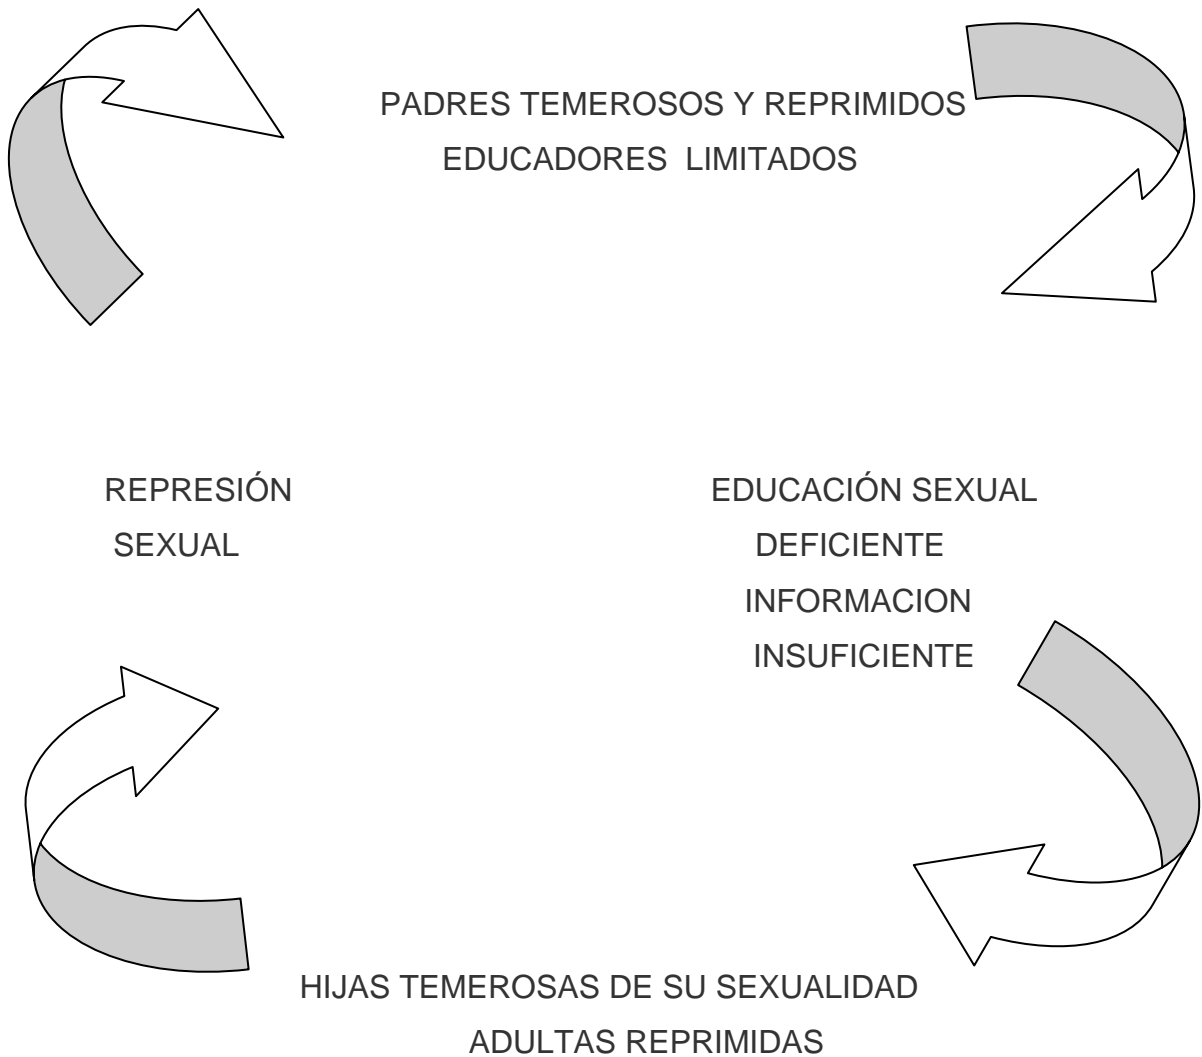 PADRES TEMEROSOS Y REPRIMIDOS
EDUCADORES LIMITADOS
REPRESIÓN
SEXUAL
EDUCACIÓN SEXUAL
DEFICIENTE
INFORMACION
INSUFICIENTE
HIJAS TEMEROSAS DE SU SEXUALIDAD
ADULTAS REPRIMIDAS